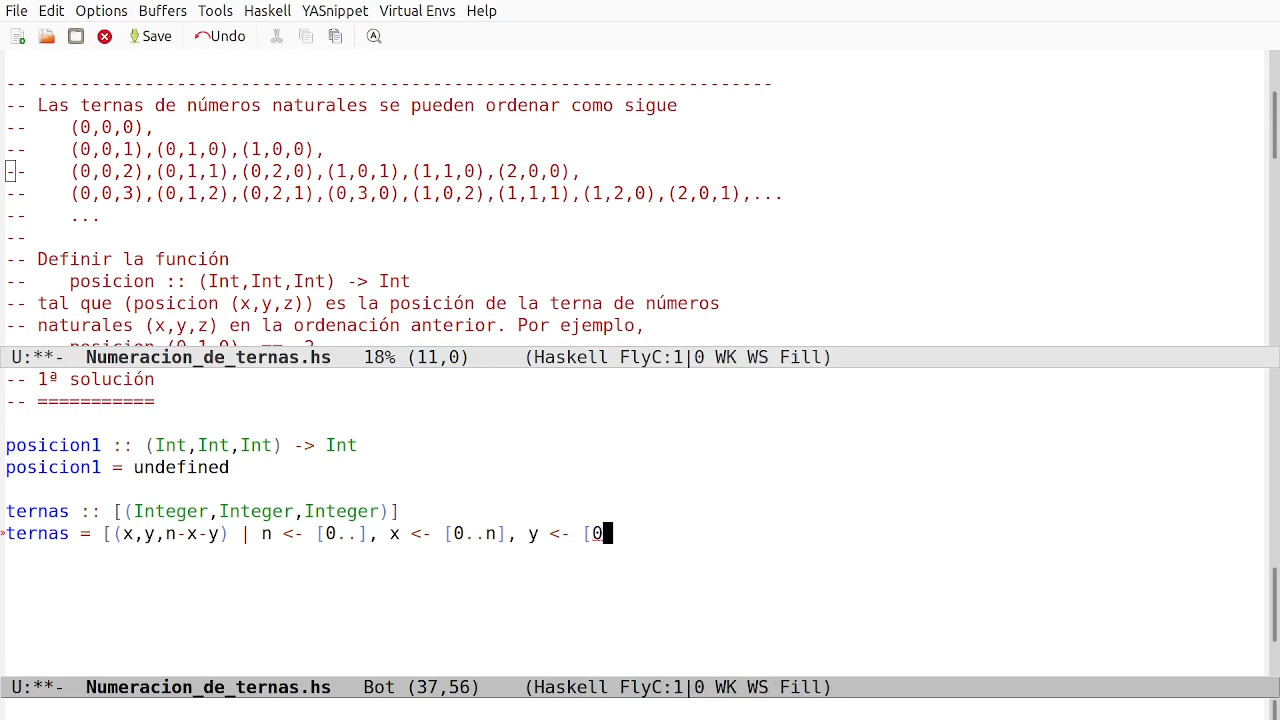 File Edit Options Buffers Tools Haskell YASnippet Virtual Envs Help
Save Undo
-- ---------------------------------------------------------------------
-- Las ternas de números naturales se pueden ordenar como sigue
--    (0,0,0),
--    (0,0,1),(0,1,0),(1,0,0),
--    (0,0,2),(0,1,1),(0,2,0),(1,0,1),(1,1,0),(2,0,0),
--    (0,0,3),(0,1,2),(0,2,1),(0,3,0),(1,0,2),(1,1,1),(1,2,0),(2,0,1),...
--    ...
--
-- Definir la función
--    posicion :: (Int,Int,Int) -> Int
-- tal que (posicion (x,y,z)) es la posición de la terna de números
-- naturales (x,y,z) en la ordenación anterior. Por ejemplo,
--    posicion (0,1,0)  ==  2
U:**-  Numeracion_de_ternas.hs   18% (11,0)     (Haskell FlyC:1|0 WK WS Fill)
-- 1ª solución
-- ===========
posicion1 :: (Int,Int,Int) -> Int
posicion1 = undefined
ternas :: [(Integer,Integer,Integer)]
»ternas = [(x,y,n-x-y) | n <- [0..], x <- [0..n], y <- [0
U:**-  Numeracion_de_ternas.hs   Bot (37,56)    (Haskell FlyC:1|0 WK WS Fill)